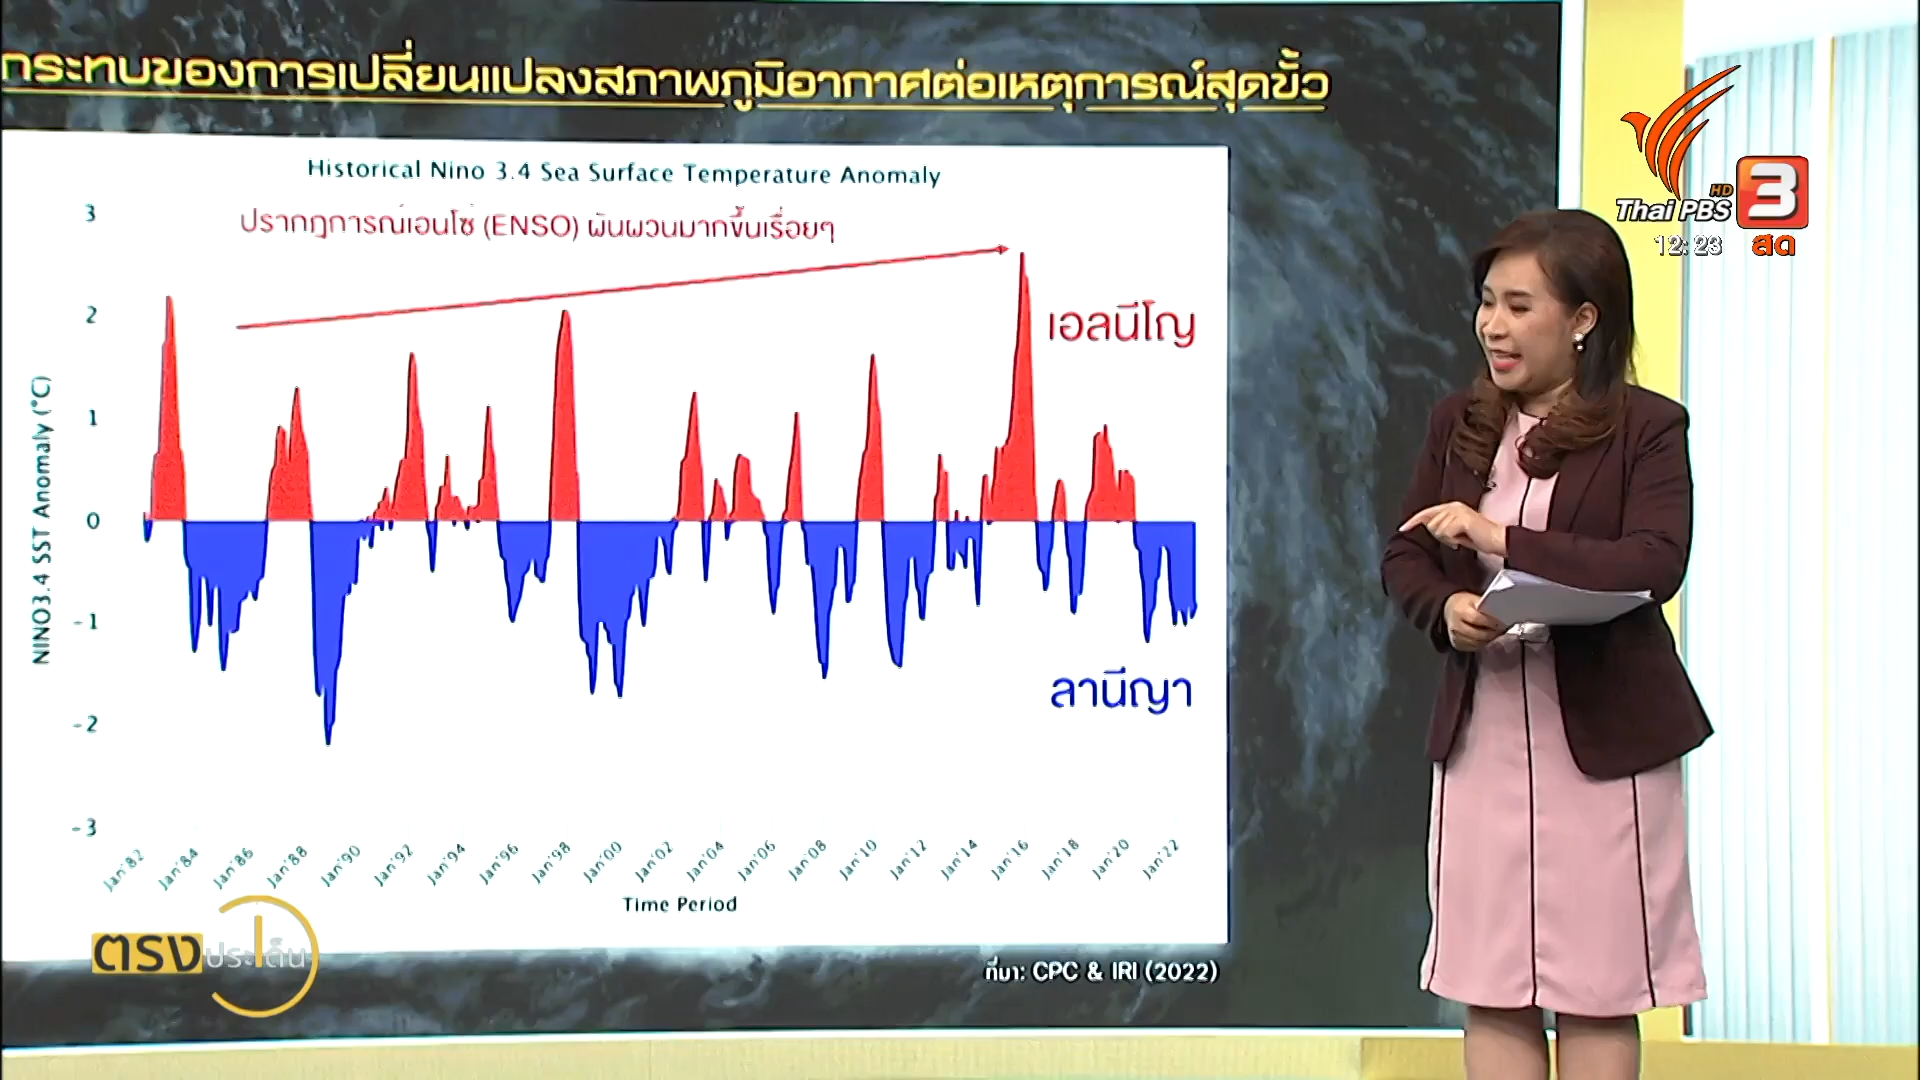 กระทบของการเปลี่ยนแปลงสภาพภูมิอากาศต่อเหตุการณ์สุดขั้ว
Historical Nino 3.4 Sea Surface Temperature Anomaly
ปรากฏการณ์เอนโซ่ (ENSO) ผันผวนมากขึ้นเรื่อยๆ
เอลนีโญ
ลานีญา
NINO3.4 SST Anomaly (°C)
3
2
1
0
-1
-2
-3
Jan'82 Jan'84 Jan'86 Jan'88 Jan'90 Jan'92 Jan'94 Jan'96 Jan'98 Jan'00 Jan'02 Jan'04 Jan'06 Jan'08 Jan'10 Jan'12 Jan'14 Jan'16 Jan'18 Jan'20 Jan'22
Time Period
ที่มา: CPC & IRI (2022)
ตรงประเด็น
Thai PBS HD 3
12:23 สด